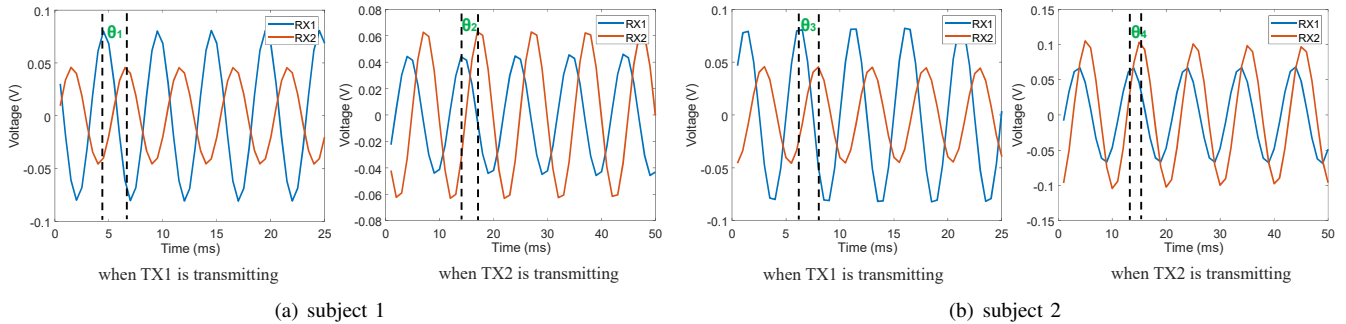 0.1
0.05
0
-0.05
-0.1
Voltage (V)
0 5 10 15 20 25
Time (ms)
θ1
RX1
RX2
when TX1 is transmitting
0.08
0.06
0.04
0.02
0
-0.02
-0.04
-0.06
-0.08
Voltage (V)
0 10 20 30 40 50
Time (ms)
θ2
RX1
RX2
when TX2 is transmitting
(a) subject 1
0.1
0.05
0
-0.05
-0.1
Voltage (V)
0 5 10 15 20 25
Time (ms)
θ3
RX1
RX2
when TX1 is transmitting
0.15
0.1
0.05
0
-0.05
-0.1
-0.15
Voltage (V)
0 10 20 30 40 50
Time (ms)
θ4
RX1
RX2
when TX2 is transmitting
(b) subject 2